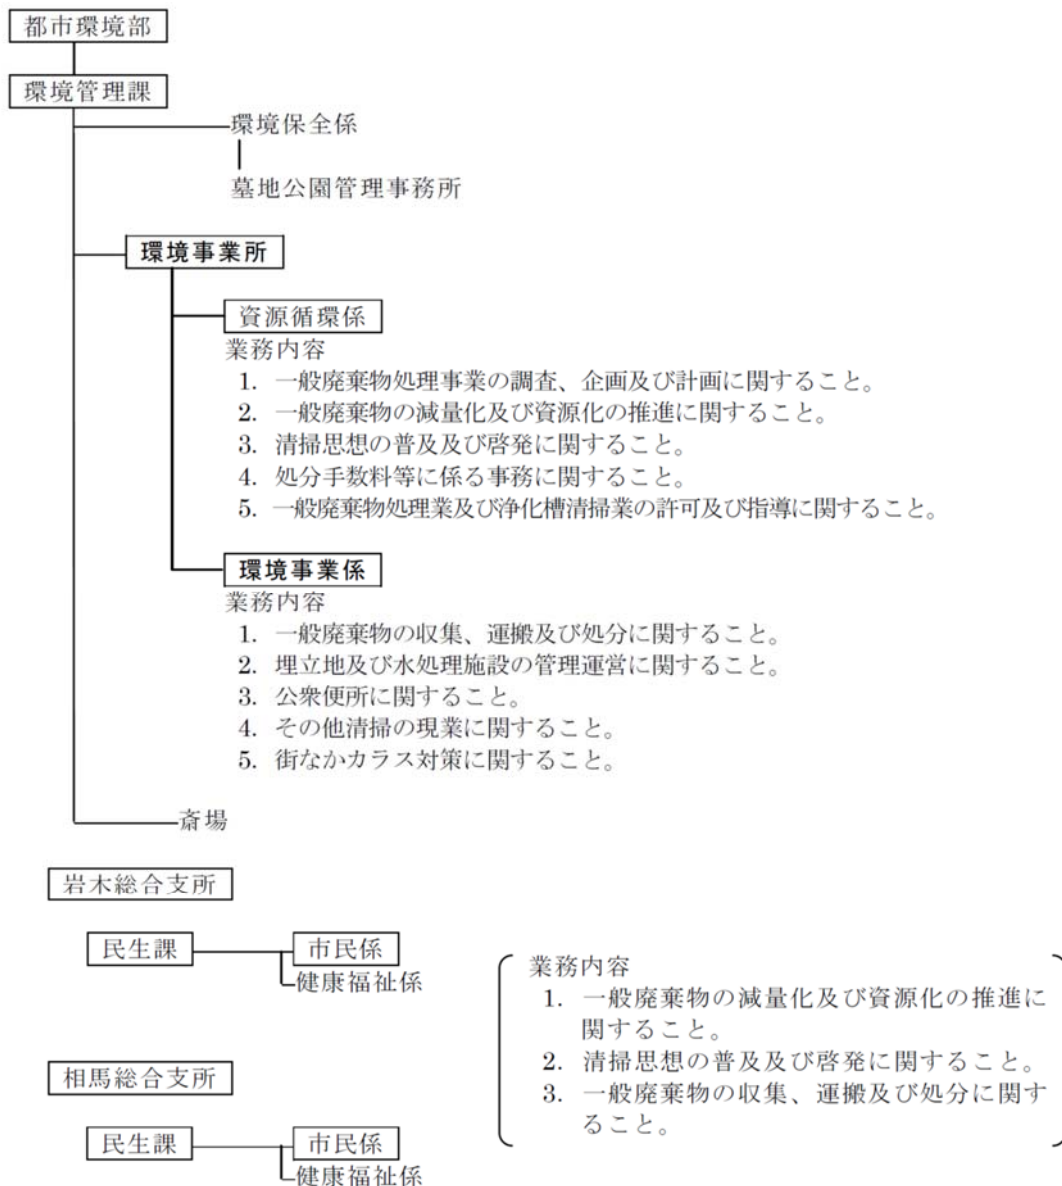 都市環境部
環境管理課
環境保全係
墓地公園管理事務所
環境事業所
資源循環係
業務内容
1. 一般廃棄物処理事業の調査、企画及び計画に関すること。
2. 一般廃棄物の減量化及び資源化の推進に関すること。
3. 清掃思想の普及及び啓発に関すること。
4. 処分手数料等に係る事務に関すること。
5. 一般廃棄物処理業及び浄化槽清掃業の許可及び指導に関すること。
環境事業係
業務内容
1. 一般廃棄物の収集、運搬及び処分に関すること。
2. 埋立地及び水処理施設の管理運営に関すること。
3. 公衆便所に関すること。
4. その他清掃の現業に関すること。
5. 街なかカラス対策に関すること。
斎場
岩木総合支所
民生課 市民係
健康福祉係
相馬総合支所
民生課 市民係
健康福祉係
業務内容
1. 一般廃棄物の減量化及び資源化の推進に
関すること。
2. 清掃思想の普及及び啓発に関すること。
3. 一般廃棄物の収集、運搬及び処分に関す
ること。